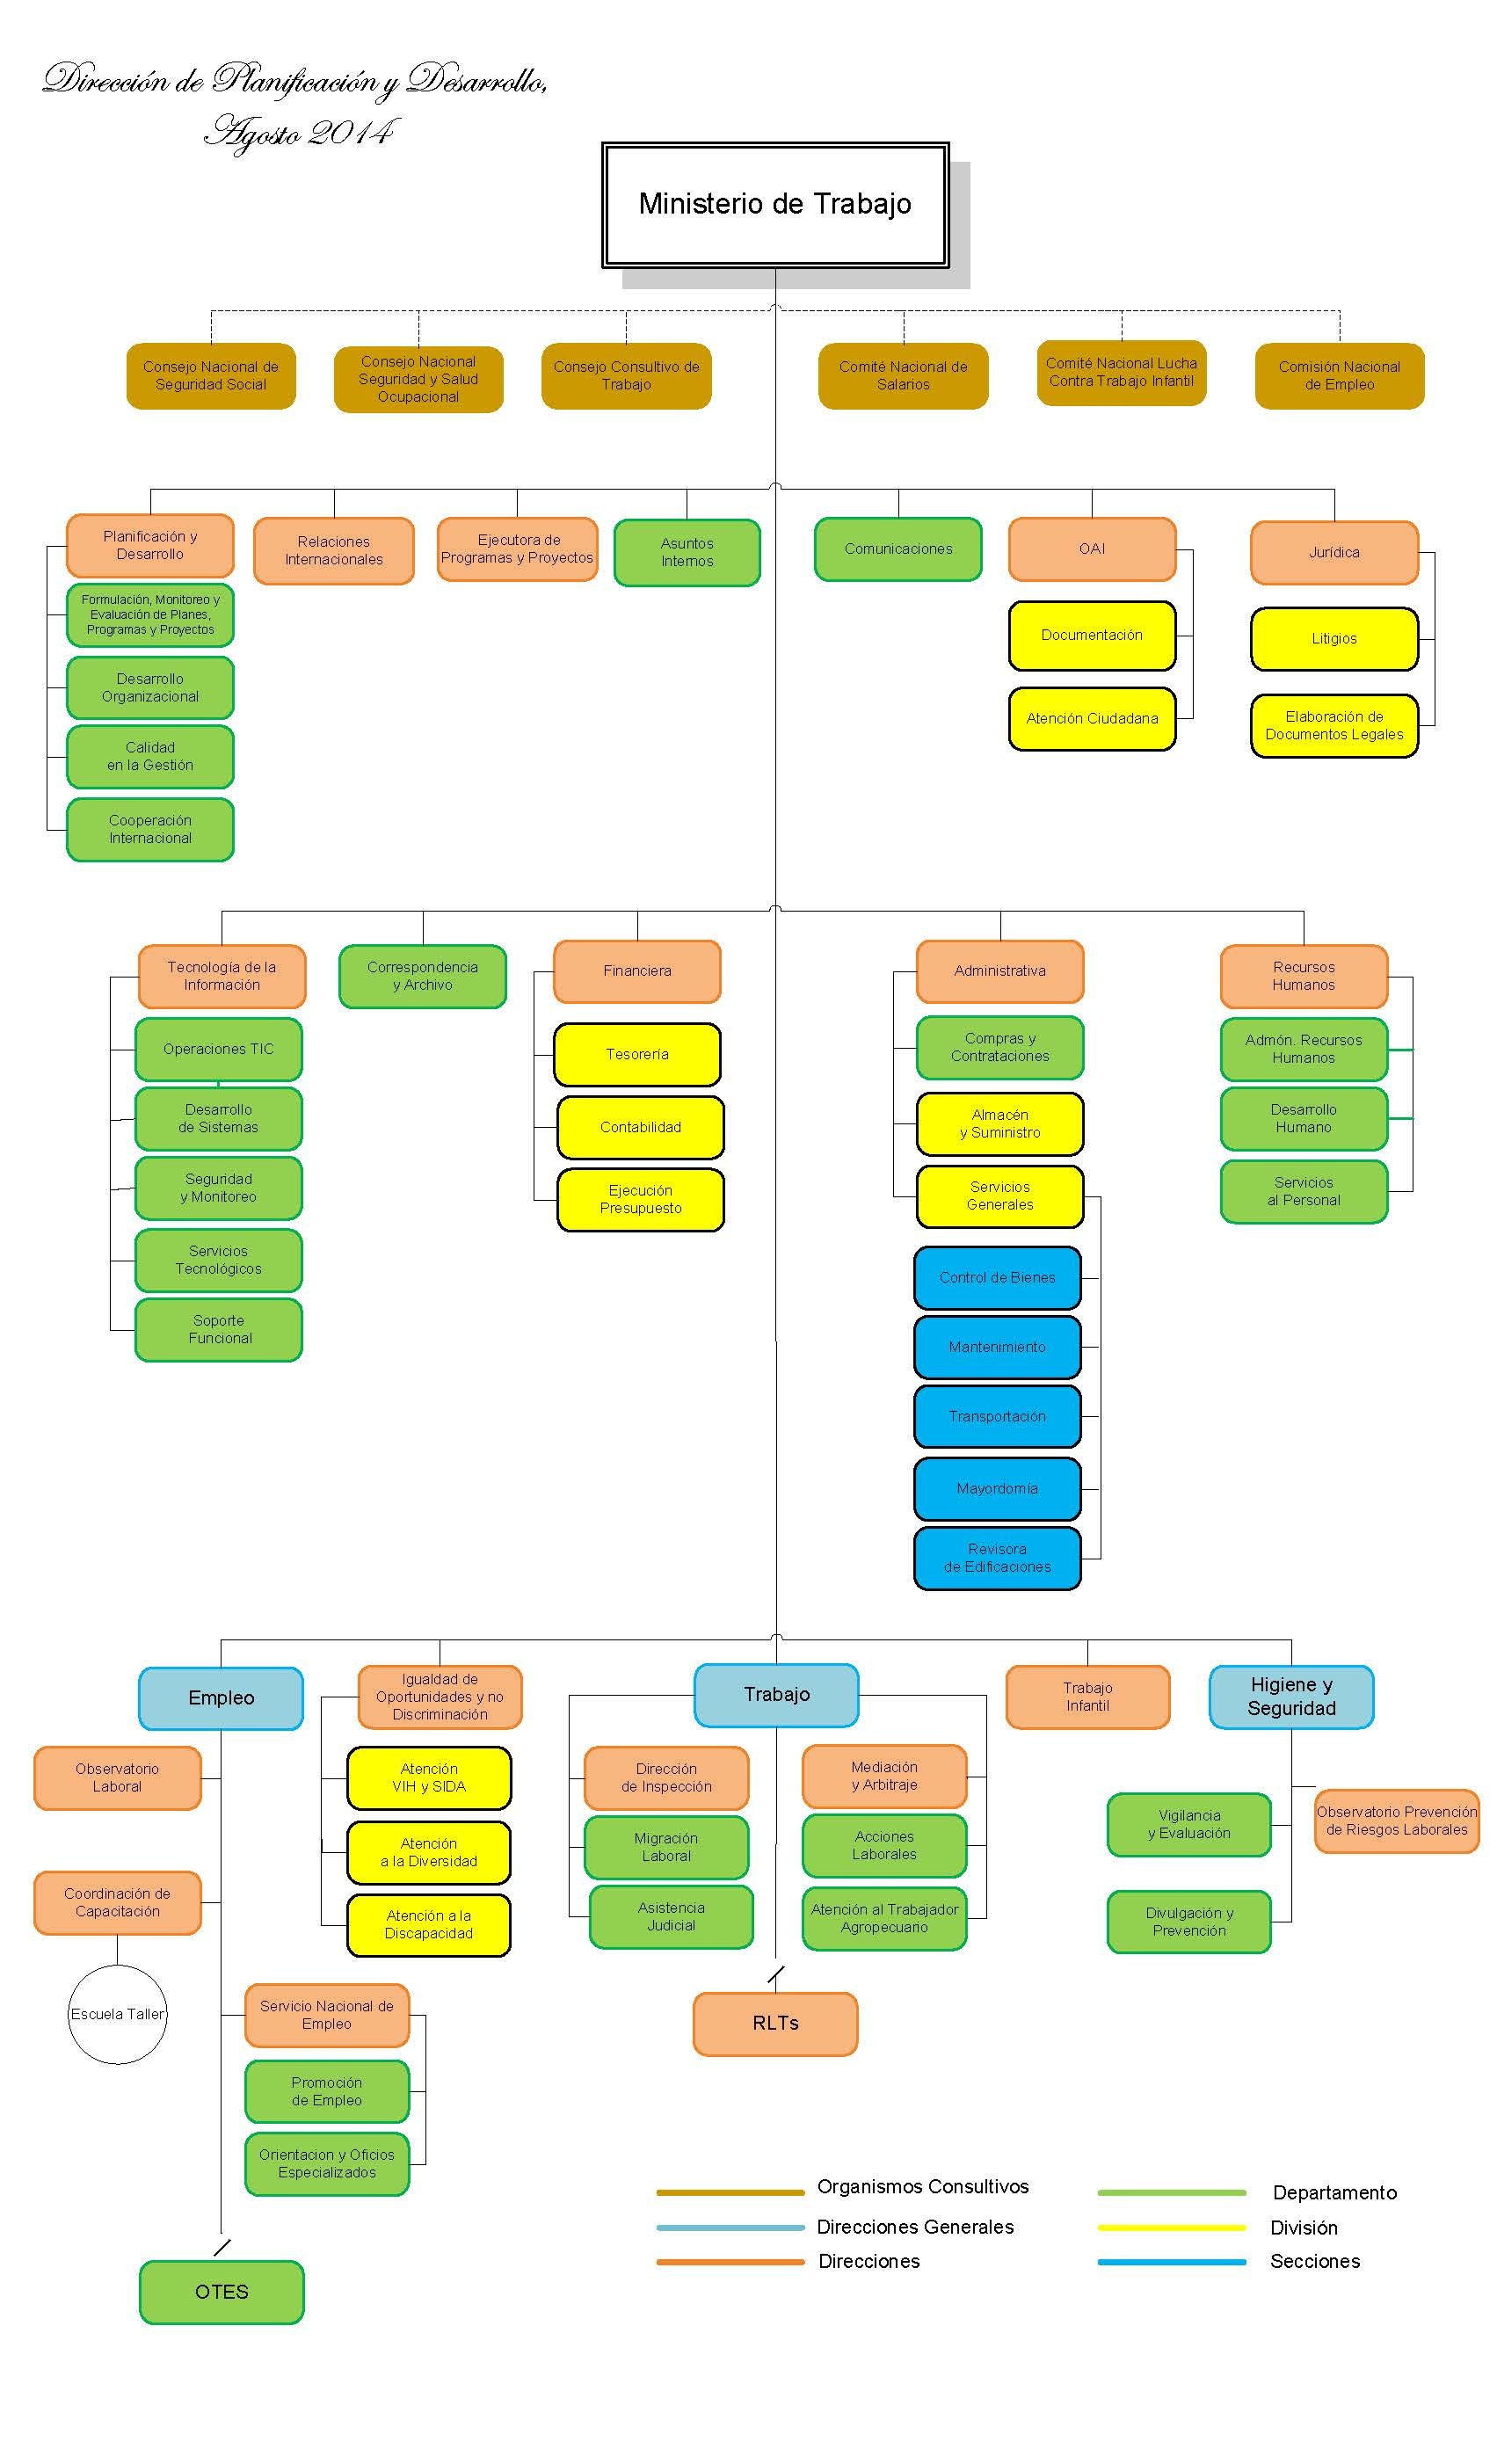 Dirección de Planificación y Desarrollo,
Agosto 2014
Ministerio de Trabajo
Consejo Nacional de
Seguridad Social
Consejo Nacional
Seguridad y Salud
Ocupacional
Consejo Consultivo de
Trabajo
Comité Nacional de
Salarios
Comité Nacional Lucha
Contra Trabajo Infantil
Comisión Nacional
de Empleo
Planificación y
Desarrollo
Relaciones
Internacionales
Ejecutora de
Programas y Proyectos
Asuntos
Internos
Comunicaciones
OAI
Jurídica
Formulación, Monitoreo y
Evaluación de Planes,
Programas y Proyectos
Desarrollo
Organizacional
Calidad
en la Gestión
Cooperación
Internacional
Documentación
Atención Ciudadana
Litigios
Elaboración de
Documentos Legales
Tecnología de la
Información
Correspondencia
y Archivo
Financiera
Administrativa
Recursos
Humanos
Operaciones TIC
Desarrollo
de Sistemas
Seguridad
y Monitoreo
Servicios
Tecnológicos
Soporte
Funcional
Tesorería
Contabilidad
Ejecución
Presupuesto
Compras y
Contrataciones
Almacén
y Suministro
Servicios
Generales
Control de Bienes
Mantenimiento
Transportación
Mayordomía
Revisora
de Edificaciones
Admón. Recursos
Humanos
Desarrollo
Humano
Servicios
al Personal
Empleo
Igualdad de
Oportunidades y no
Discriminación
Trabajo
Trabajo
Infantil
Higiene y
Seguridad
Observatorio
Laboral
Coordinación de
Capacitación
Escuela Taller
Atención
VIH y SIDA
Atención
a la Diversidad
Atención a la
Discapacidad
Servicio Nacional de
Empleo
Promoción
de Empleo
Orientacion y Oficios
Especializados
OTES
Dirección
de Inspección
Migración
Laboral
Asistencia
Judicial
Mediación
y Arbitraje
Acciones
Laborales
Atención al Trabajador
Agropecuario
RLTs
Vigilancia
y Evaluación
Divulgación y
Prevención
Observatorio Prevención
de Riesgos Laborales
Organismos Consultivos
Direcciones Generales
Direcciones
Departamento
División
Secciones